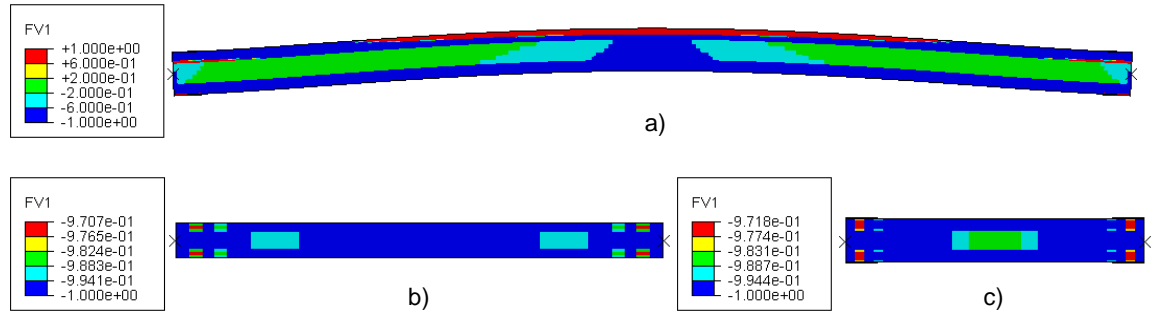 FV1
+1.000e+00
+6.000e-01
+2.000e-01
-2.000e-01
-6.000e-01
-1.000e+00
a)
FV1
-9.707e-01
-9.765e-01
-9.824e-01
-9.883e-01
-9.941e-01
-1.000e+00
b)
FV1
-9.718e-01
-9.774e-01
-9.831e-01
-9.887e-01
-9.944e-01
-1.000e+00
c)